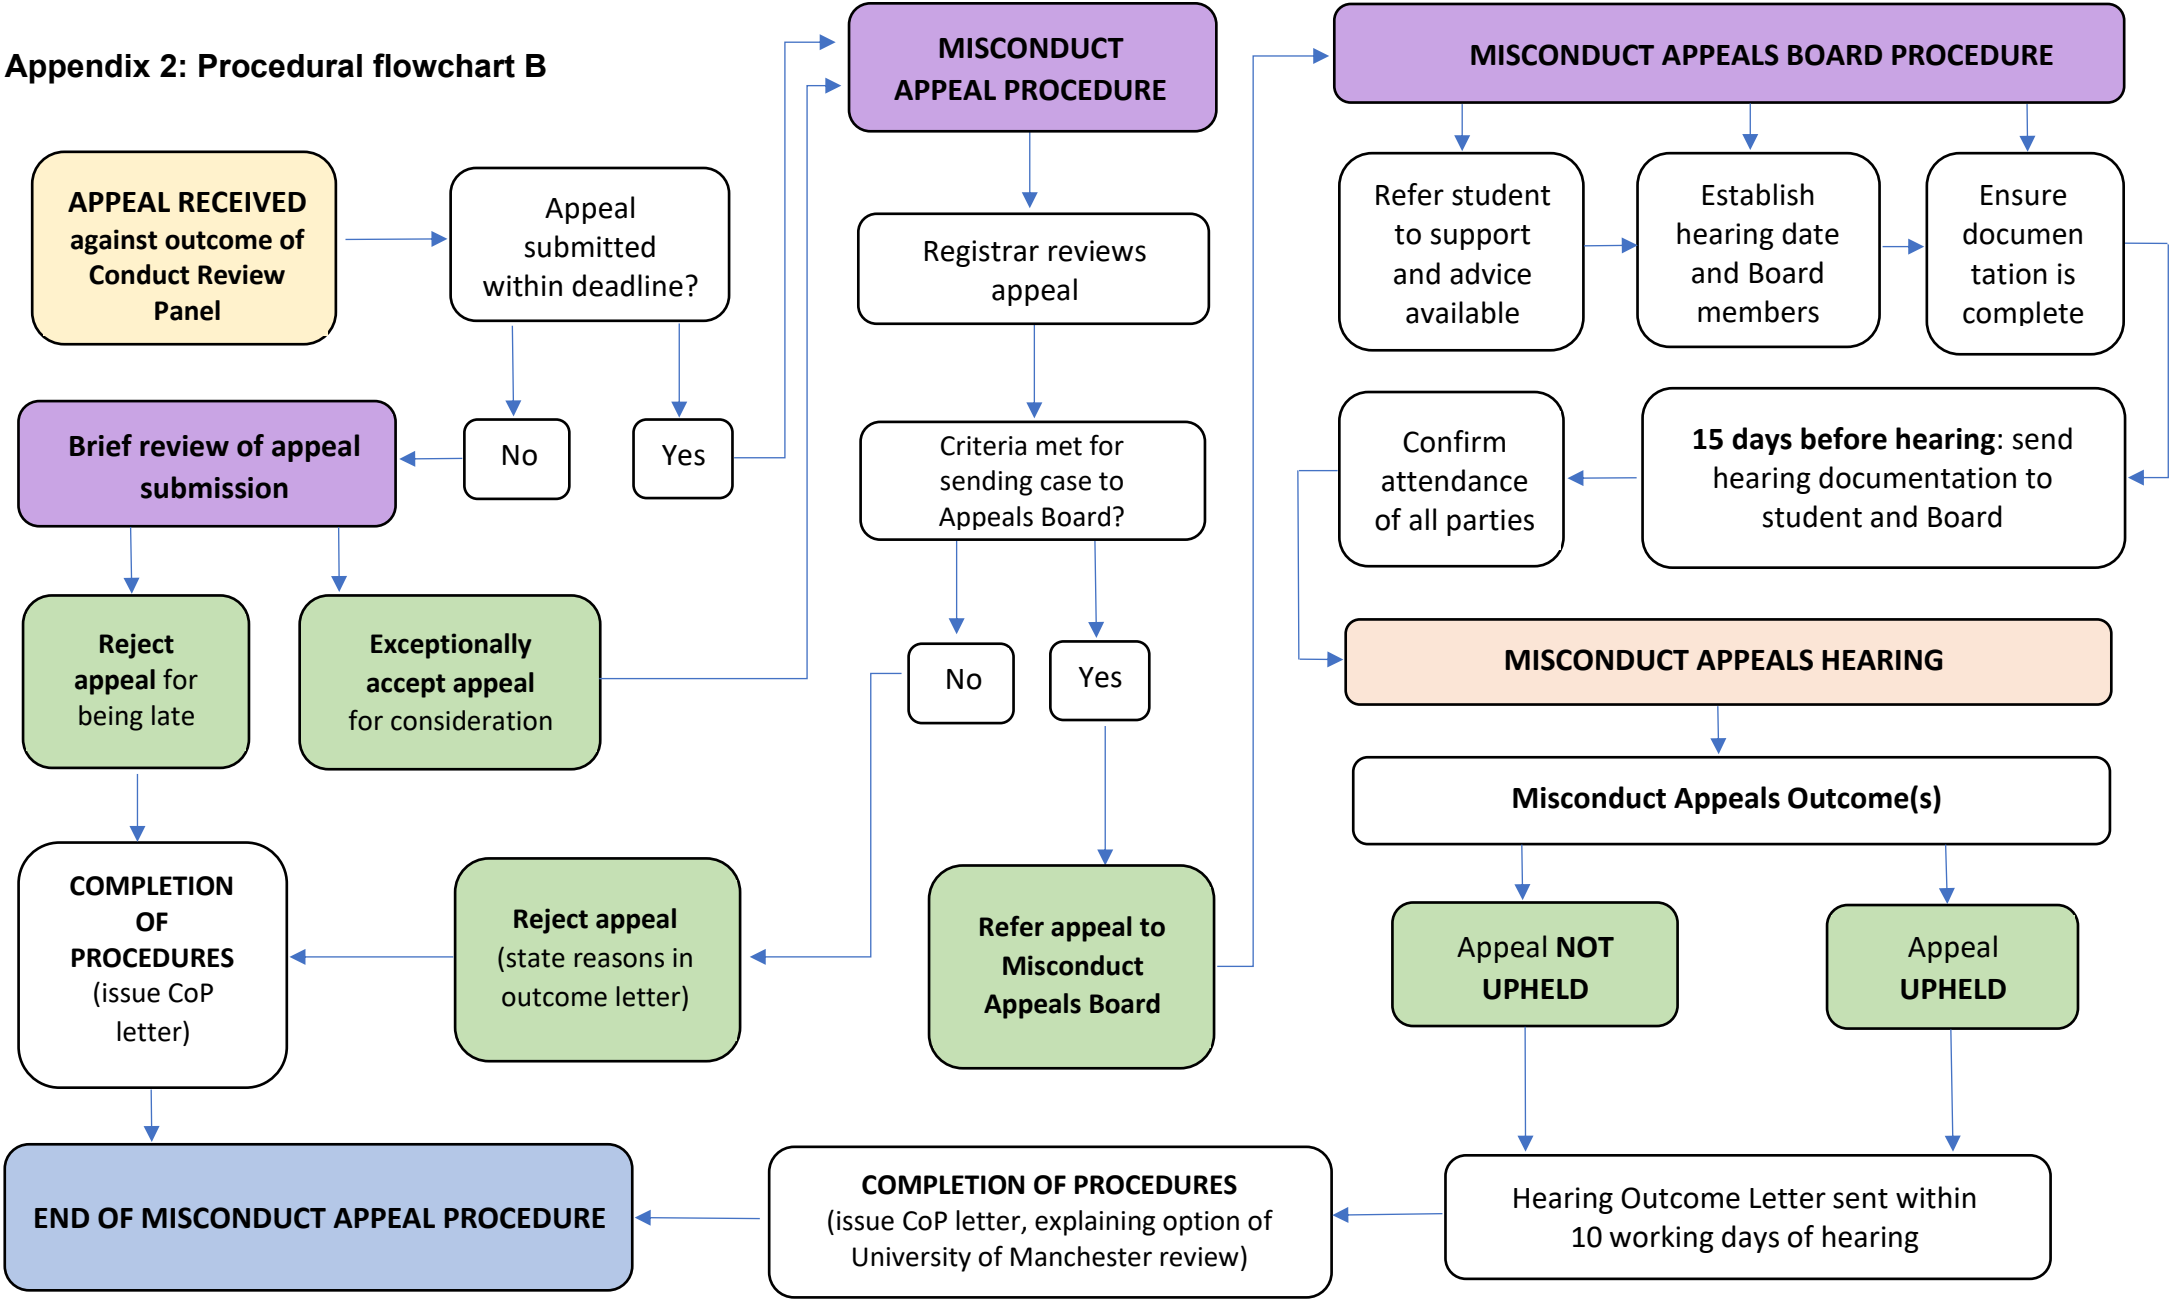 Appendix 2: Procedural flowchart B
APPEAL RECEIVED
against outcome of
Conduct Review
Panel
Appeal
submitted
within deadline?
No
Yes
Brief review of appeal
submission
Reject
appeal for
being late
Exceptionally
accept appeal
for consideration
COMPLETION
OF
PROCEDURES
(issue CoP
letter)
Reject appeal
(state reasons in
outcome letter)
END OF MISCONDUCT APPEAL PROCEDURE
MISCONDUCT
APPEAL PROCEDURE
Registrar reviews
appeal
Criteria met for
sending case to
Appeals Board?
No
Yes
Refer appeal to
Misconduct
Appeals Board
MISCONDUCT APPEALS BOARD PROCEDURE
Refer student
to support
and advice
available
Establish
hearing date
and Board
members
Ensure
documen
tation is
complete
15 days before hearing: send
hearing documentation to
student and Board
Confirm
attendance
of all parties
MISCONDUCT APPEALS HEARING
Misconduct Appeals Outcome(s)
Appeal NOT
UPHELD
Appeal
UPHELD
Hearing Outcome Letter sent within
10 working days of hearing
COMPLETION OF PROCEDURES
(issue CoP letter, explaining option of
University of Manchester review)